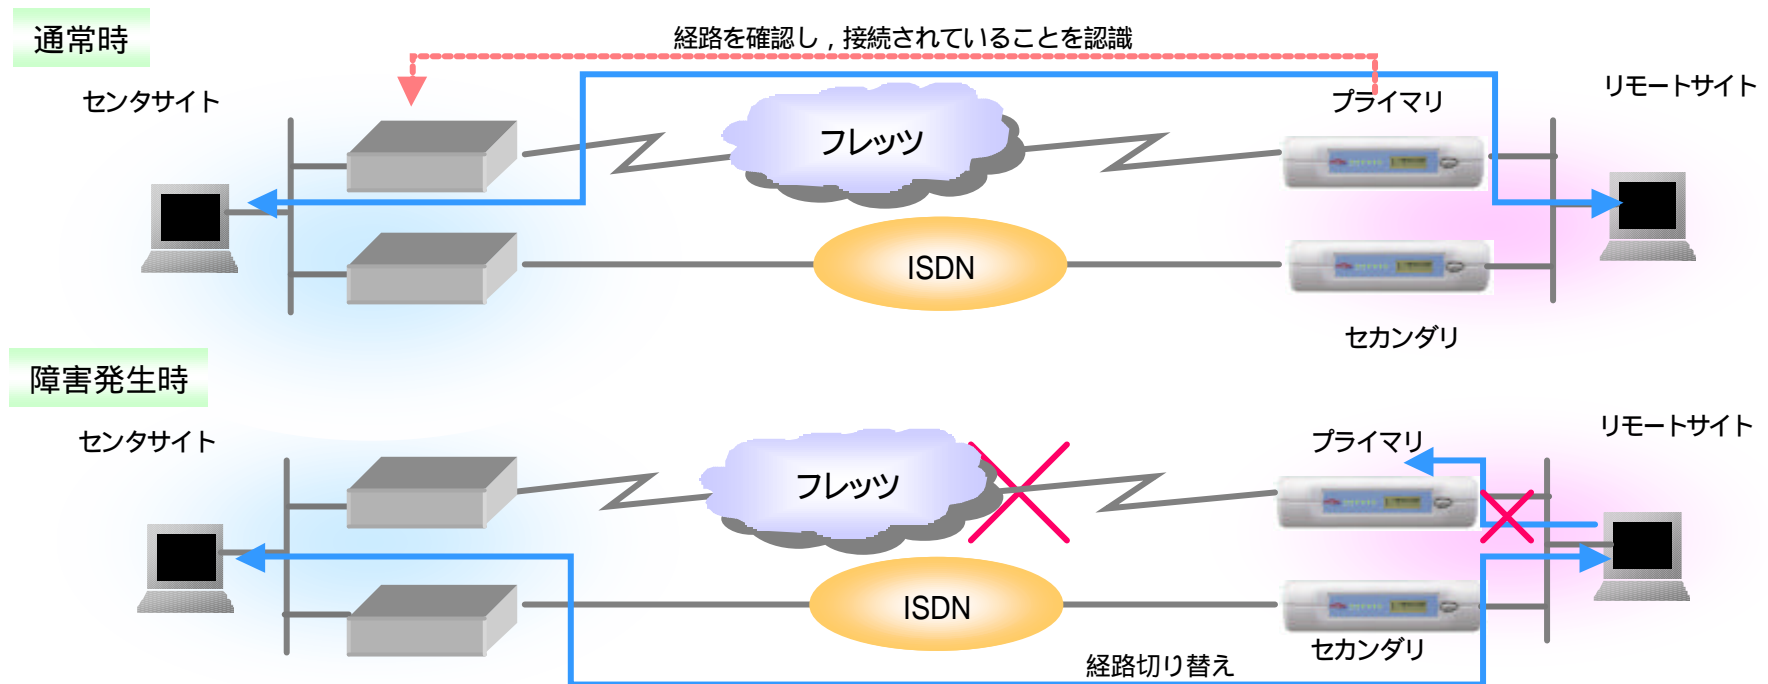 通常時
経路を確認し，接続されていることを認識
センタサイト
プライマリ
リモートサイト
フレッツ
ISDN
セカンダリ
障害発生時
センタサイト
プライマリ
リモートサイト
フレッツ
ISDN
セカンダリ
経路切り替え